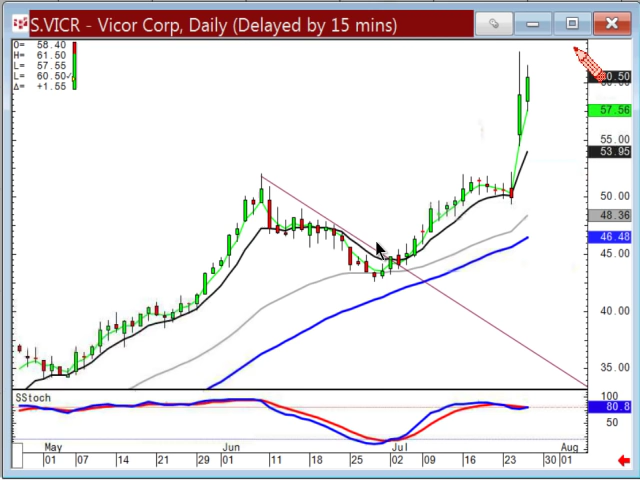 S.VICR - Vicor Corp, Daily (Delayed by 15 mins)
O= 58.40
H= 61.50
L= 57.55
L= 60.50
Δ= +1.55
57.56
55.00
53.95
50.00
48.36
46.48
45.00
40.00
35.00
SStoch
100
80.8
50
May Jun Jul Aug
01 07 14 21 29 01 11 18 25 02 09 16 23 30 01